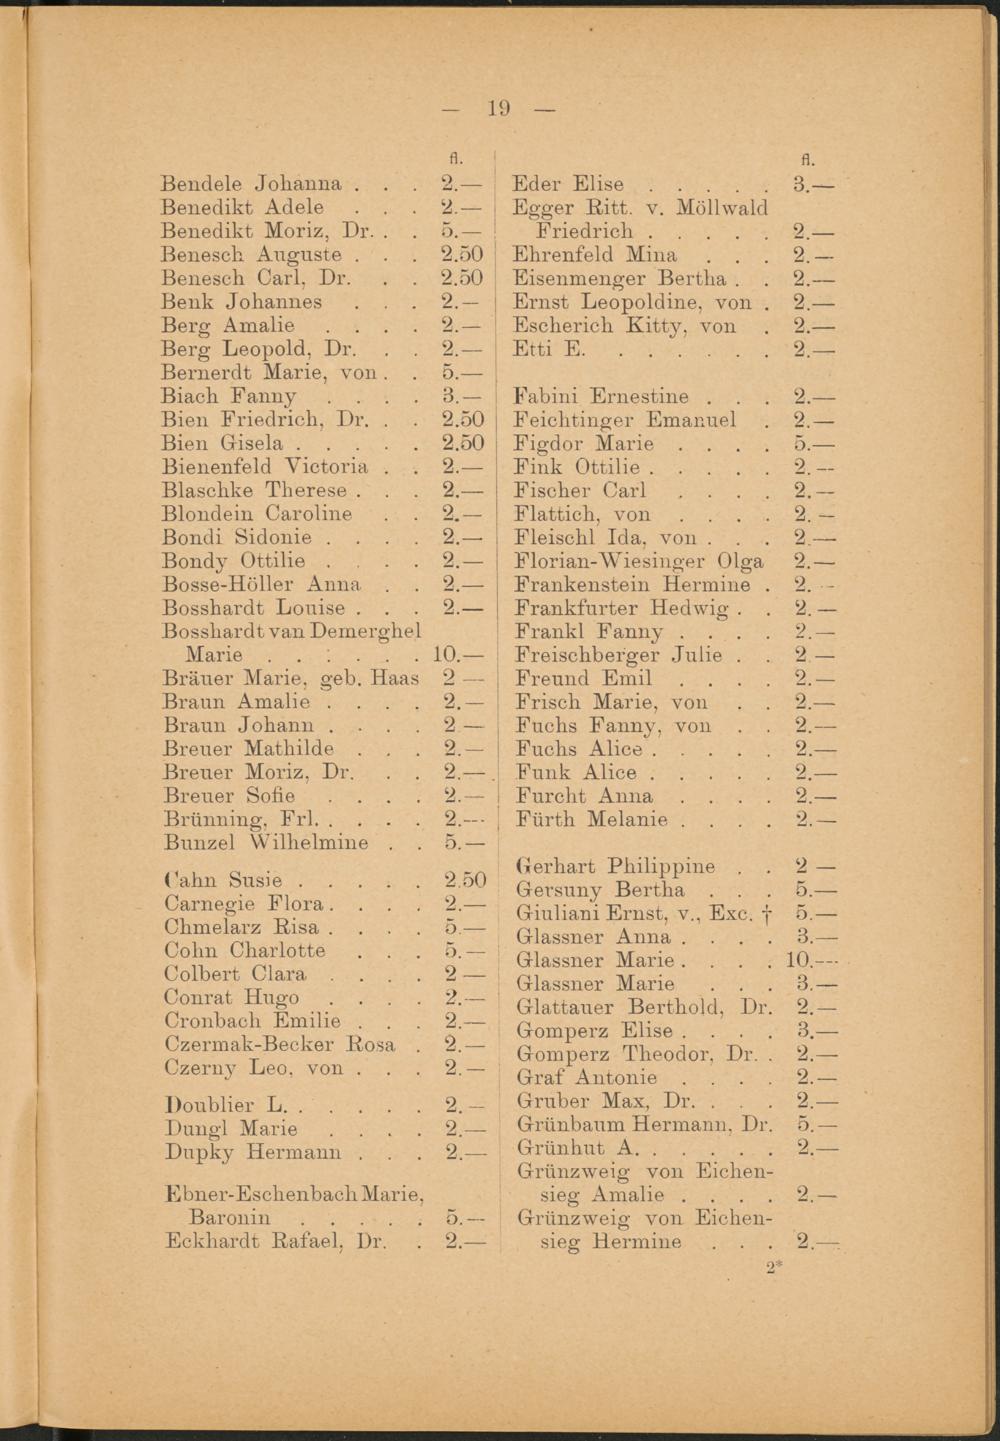 — 19 —
fl.
Bendele Johanna . . . 2.—
Benedikt Adele . . . 2.—
Benedikt Moriz, Dr. . . 5.—
Benesch Auguste . . . 2.50
Benesch Carl, Dr. . . 2.50
Benk Johannes . . . 2.—
Berg Amalie . . . . 2.—
Berg Leopold, Dr. . . 2.—
Bernerdt Marie, von . . 5.—
Biach Fanny . . . . 3.—
Bien Friedrich, Dr. . . 2.50
Bien Gisela . . . . . 2.50
Bienenfeld Victoria . . 2.—
Blaschke Therese . . . 2.—
Blondein Caroline . . 2.—
Bondi Sidonie . . . . 2.—
Bondy Ottilie . . . . 2.—
Bosse-Höller Anna . . 2.—
Bosshardt Louise . . . 2.—
Bosshardt van Demerghel
Marie . . . . . . 10.—
Bräuer Marie, geb. Haas 2 —
Braun Amalie . . . . 2.—
Braun Johann . . . . 2 —
Breuer Mathilde . . . 2.—
Breuer Moriz, Dr. . . 2.—
Breuer Sofie . . . . 2.—
Brünning, Frl. . . . . 2.—
Bunzel Wilhelmine . . 5.—
Cahn Susie . . . . . 2.50
Carnegie Flora . . . . 2.—
Chmelarz Risa . . . . 5.—
Cohn Charlotte . . . 5.—
Colbert Clara . . . . 2 —
Conrat Hugo . . . . 2.—
Cronbach Emilie . . . 2.—
Czermak-Becker Rosa . 2.—
Czerny Leo, von . . . 2.—
Doublier L. . . . . . 2.—
Dungl Marie . . . . 2.—
Dupky Hermann . . . 2.—
Ebner-Eschenbach Marie,
Baronin . . . . . 5.—
Eckhardt Rafael, Dr. . 2.—
fl.
Eder Elise . . . . . 3.—
Egger Ritt. v. Möllwald
Friedrich . . . . . 2.—
Ehrenfeld Mina . . . 2.—
Eisenmenger Bertha . . 2.—
Ernst Leopoldine, von . 2.—
Escherich Kitty, von . 2.—
Etti E. . . . . . . 2.—
Fabini Ernestine . . . 2.—
Feichtinger Emanuel . 2.—
Figdor Marie . . . . 5.—
Fink Ottilie . . . . . 2.—
Fischer Carl . . . . 2.—
Flattich, von . . . . 2.—
Fleischl Ida, von . . . 2.—
Florian-Wiesinger Olga 2.—
Frankenstein Hermine . 2.—
Frankfurter Hedwig . . 2.—
Frankl Fanny . . . . 2.—
Freischberger Julie . . 2 —
Freund Emil . . . . 2.—
Frisch Marie, von . . 2.—
Fuchs Fanny, von . . 2.—
Fuchs Alice . . . . . 2.—
Funk Alice . . . . . 2.—
Furcht Anna . . . . 2.—
Fürth Melanie . . . . 2.—
Gerhart Philippine . . 2 —
Gersuny Bertha . . . 5.—
Giuliani Ernst, v., Exc. † 5.—
Glassner Anna . . . . 3.—
Glassner Marie . . . . 10.—
Glassner Marie . . . 3.—
Glattauer Berthold, Dr. 2.—
Gomperz Elise . . . . 3.—
Gomperz Theodor, Dr. . 2.—
Graf Antonie . . . . 2.—
Gruber Max, Dr. . . . 2.—
Grünbaum Hermann, Dr. 5.—
Grünhut A. . . . . . 2.—
Grünzweig von Eichen-
sieg Amalie . . . . 2.—
Grünzweig von Eichen-
sieg Hermine . . . 2.—
2*